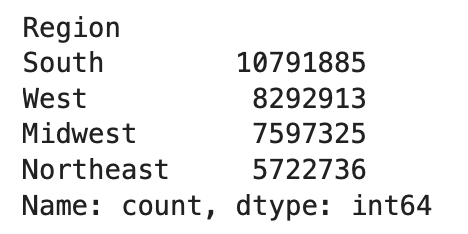 Region
South        10791885
West          8292913
Midwest       7597325
Northeast     5722736
Name: count, dtype: int64